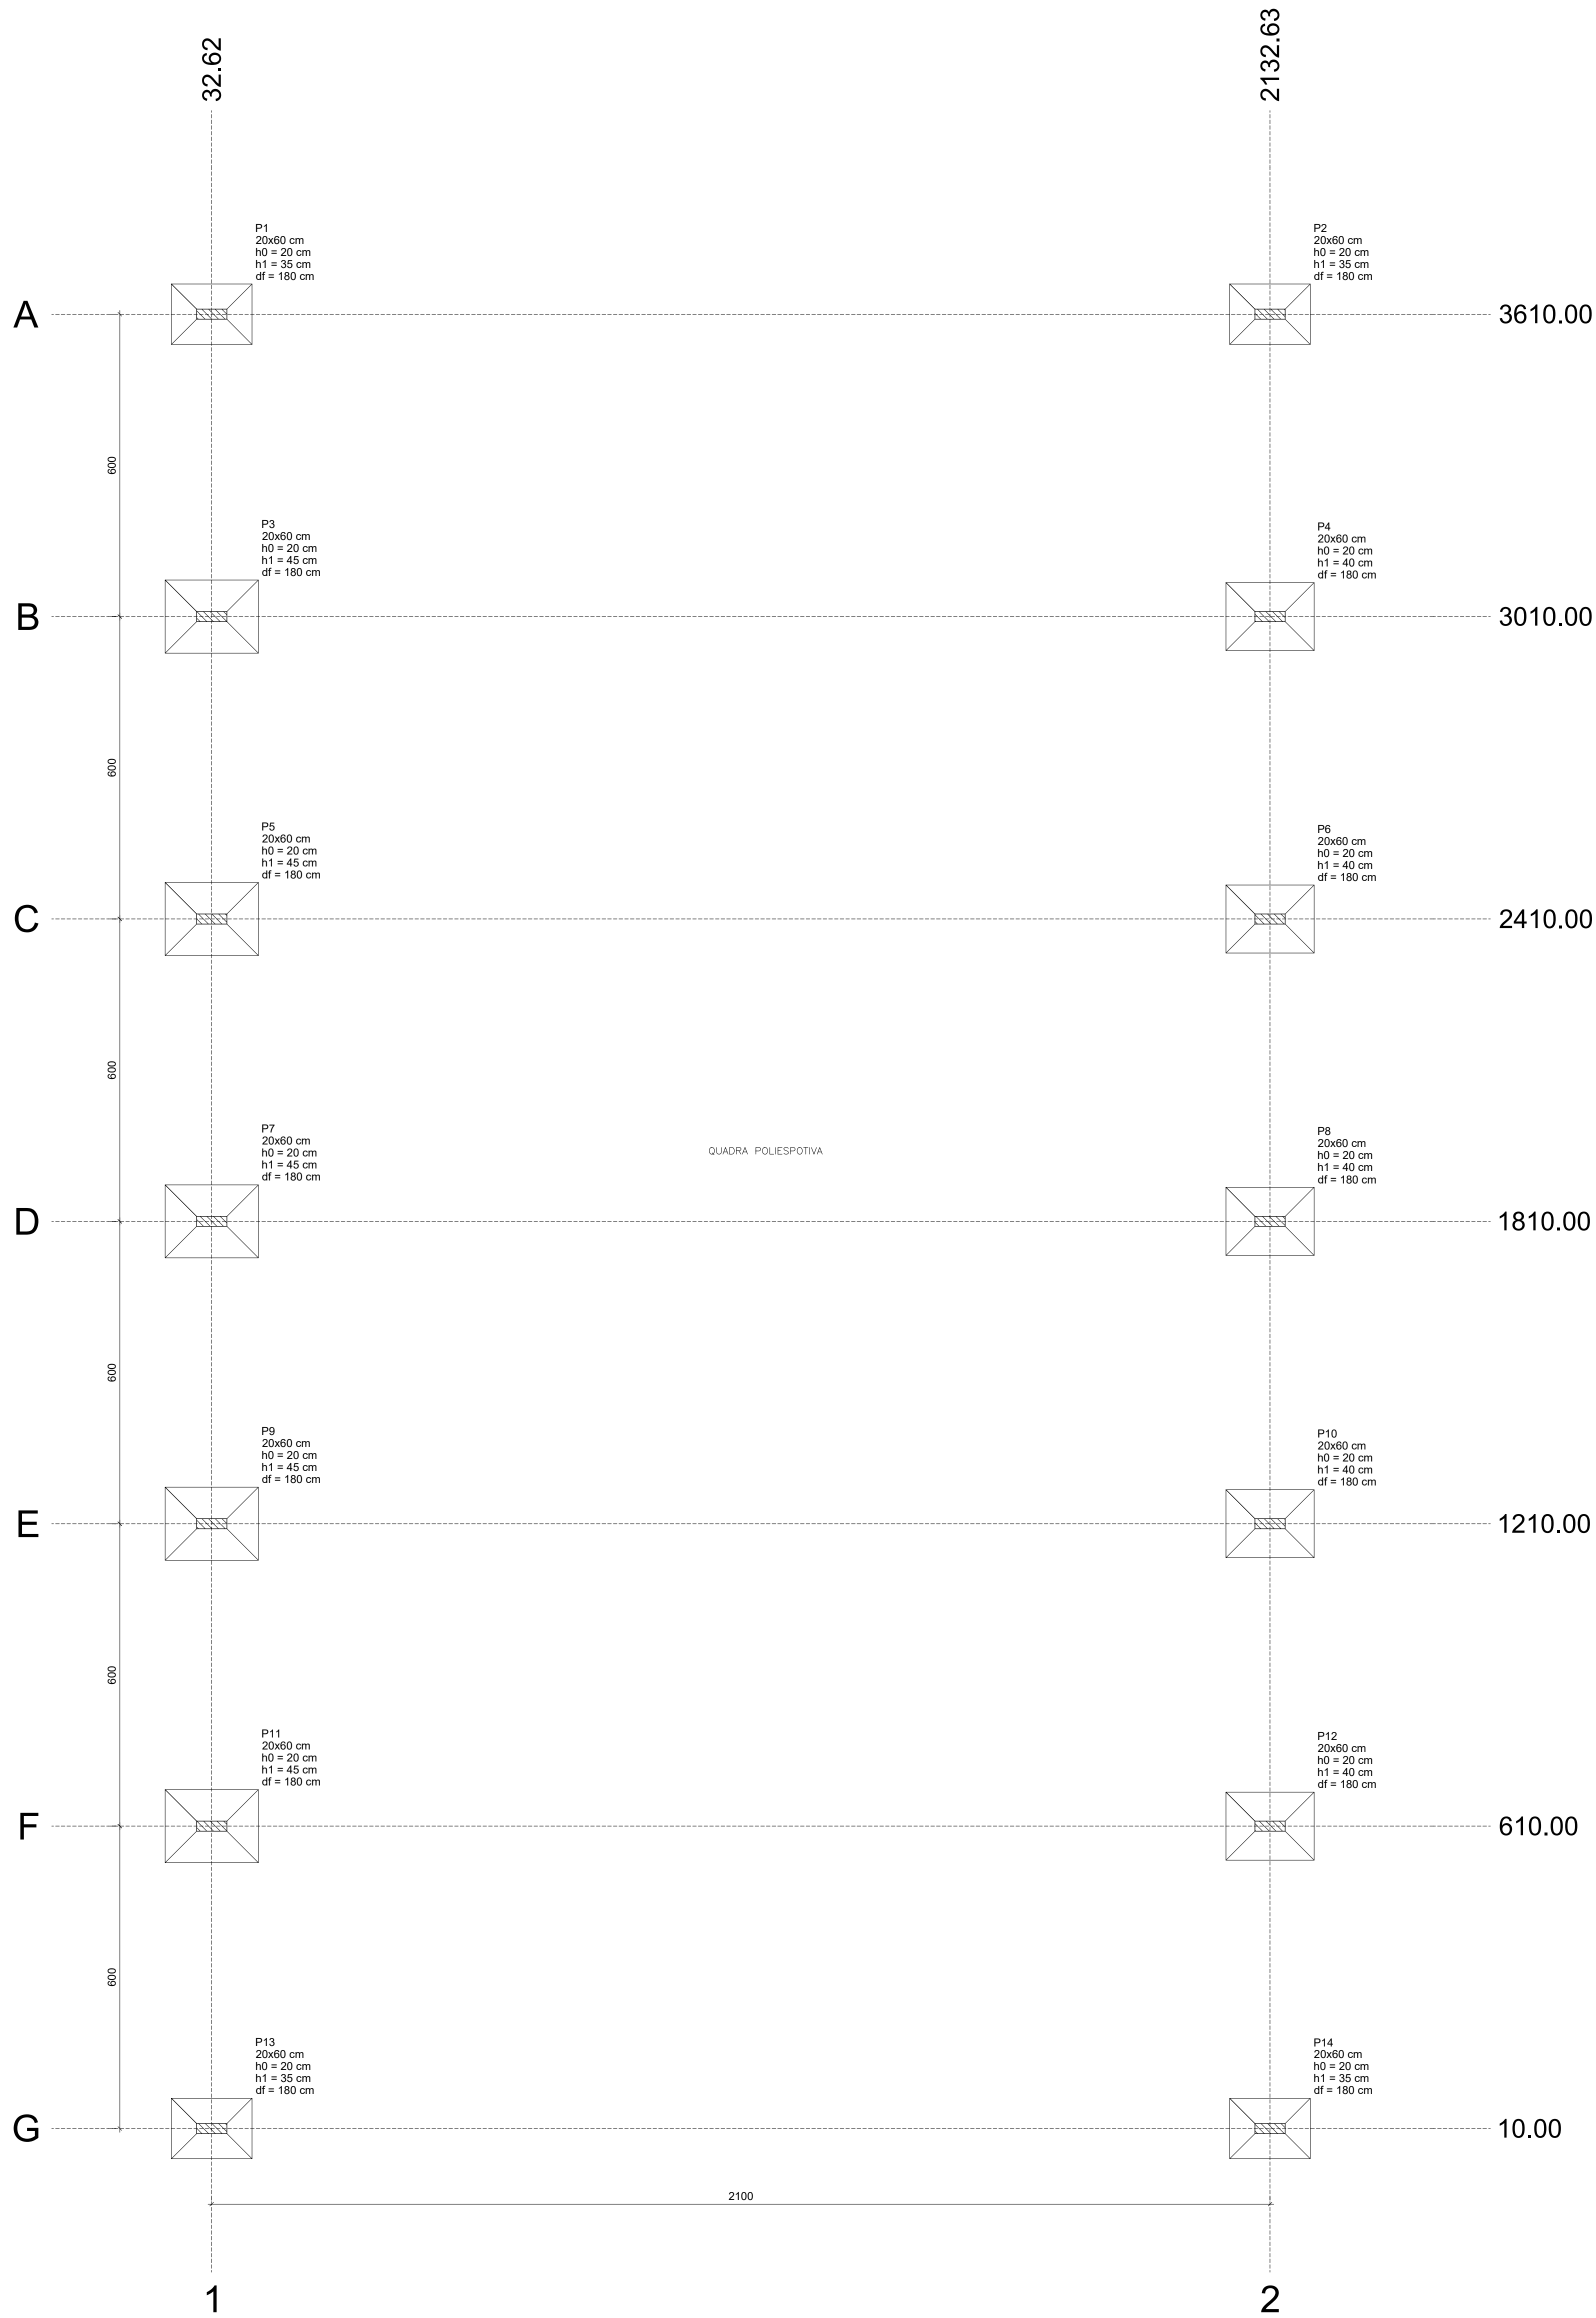 32.62
2132.63
P1
20x60 cm
h0 = 20 cm
h1 = 35 cm
df = 180 cm
P2
20x60 cm
h0 = 20 cm
h1 = 35 cm
df = 180 cm
A
3610.00
600
P3
20x60 cm
h0 = 20 cm
h1 = 45 cm
df = 180 cm
P4
20x60 cm
h0 = 20 cm
h1 = 40 cm
df = 180 cm
B
3010.00
600
P5
20x60 cm
h0 = 20 cm
h1 = 45 cm
df = 180 cm
P6
20x60 cm
h0 = 20 cm
h1 = 40 cm
df = 180 cm
C
2410.00
600
P7
20x60 cm
h0 = 20 cm
h1 = 45 cm
df = 180 cm
QUADRA POLIESPOTIVA
P8
20x60 cm
h0 = 20 cm
h1 = 40 cm
df = 180 cm
D
1810.00
600
P9
20x60 cm
h0 = 20 cm
h1 = 45 cm
df = 180 cm
P10
20x60 cm
h0 = 20 cm
h1 = 40 cm
df = 180 cm
E
1210.00
600
P11
20x60 cm
h0 = 20 cm
h1 = 45 cm
df = 180 cm
P12
20x60 cm
h0 = 20 cm
h1 = 40 cm
df = 180 cm
F
610.00
600
P13
20x60 cm
h0 = 20 cm
h1 = 35 cm
df = 180 cm
P14
20x60 cm
h0 = 20 cm
h1 = 35 cm
df = 180 cm
G
10.00
2100
1
2